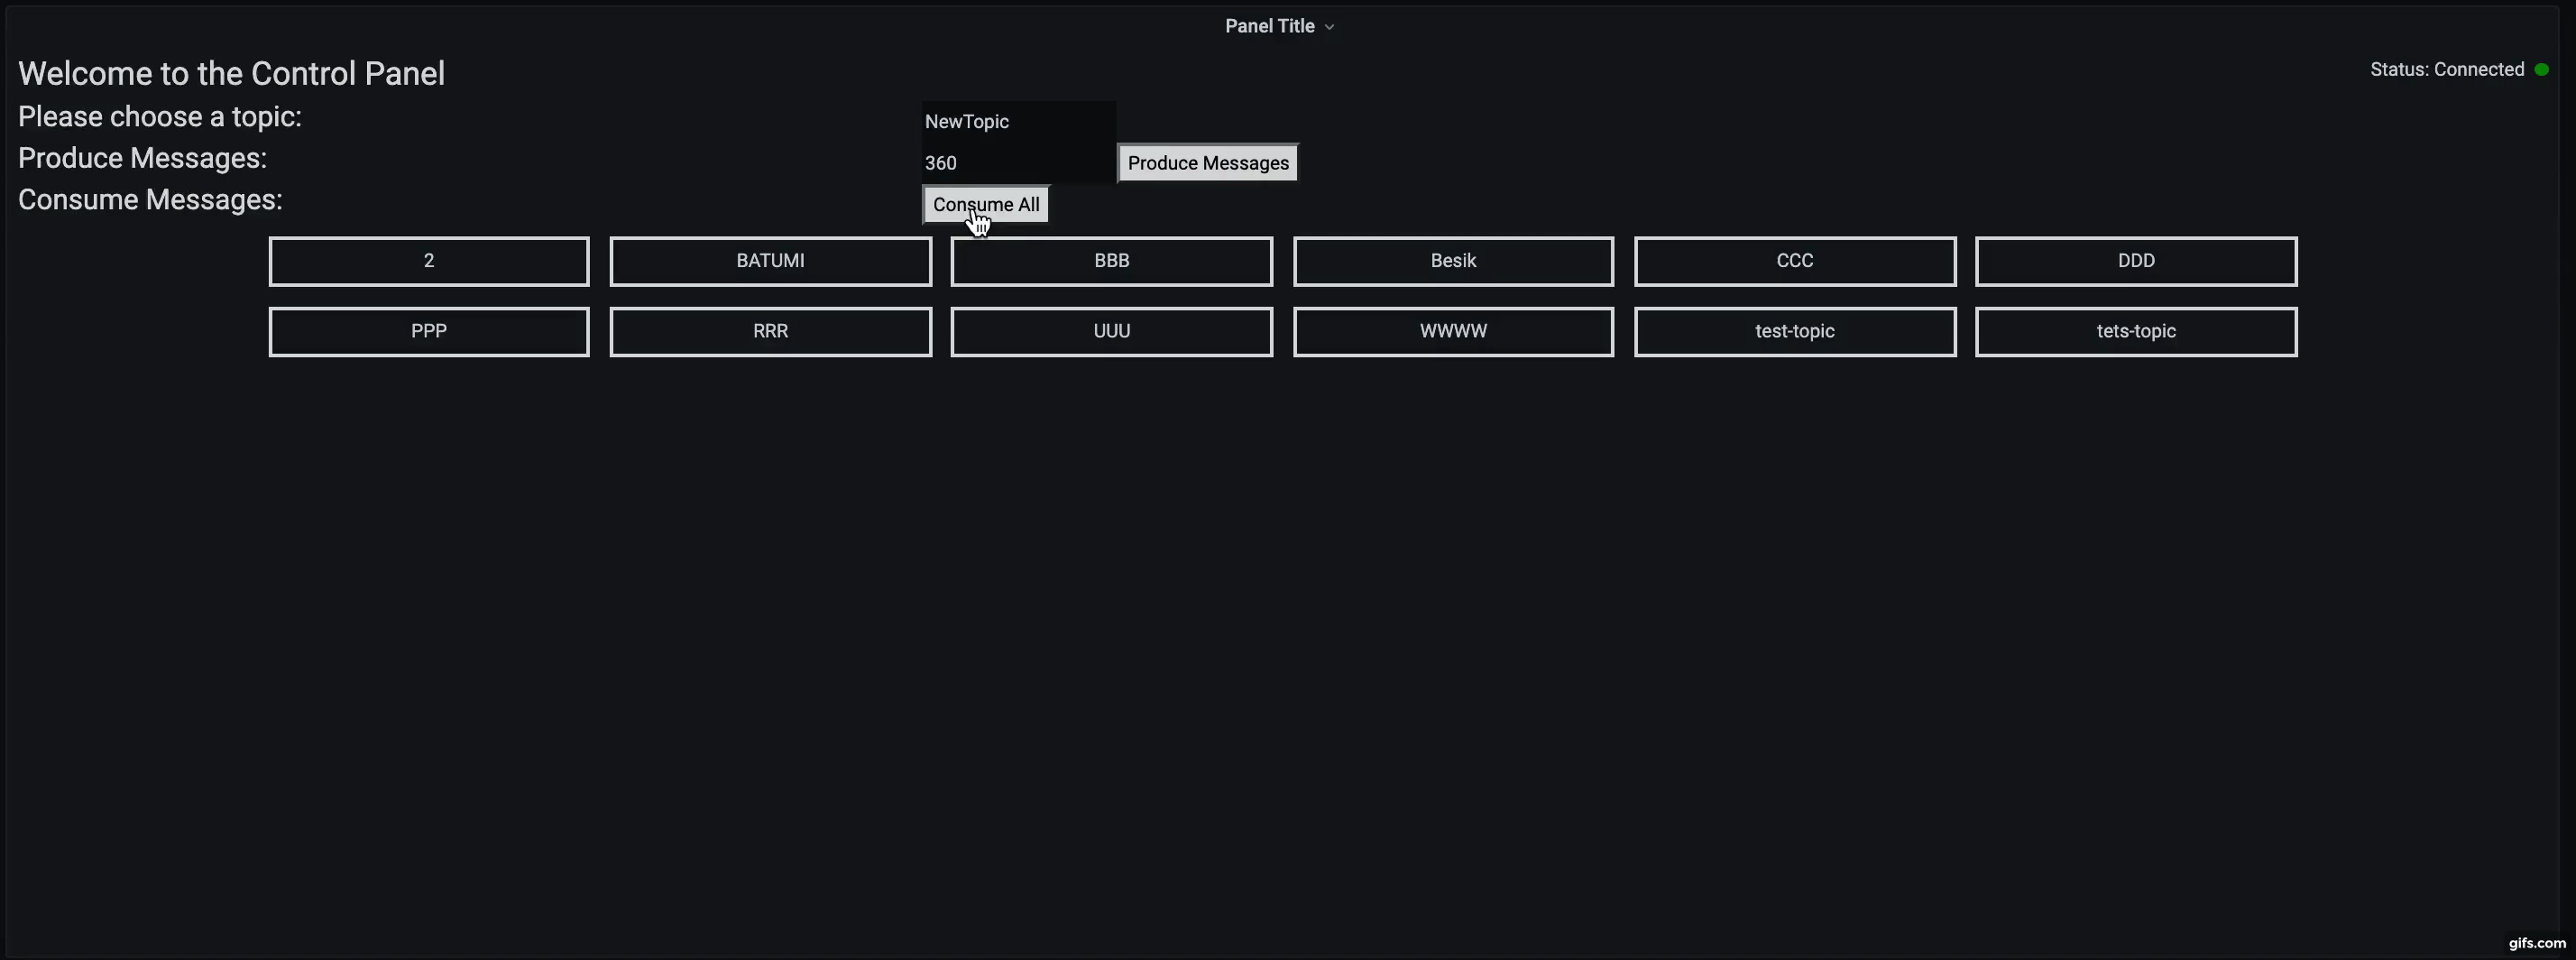 Panel Title
Welcome to the Control Panel
Status: Connected
Please choose a topic:
NewTopic
Produce Messages:
360
Produce Messages
Consume Messages:
Consume All
2
BATUMI
BBB
Besik
CCC
DDD
PPP
RRR
UUU
WWWW
test-topic
tets-topic
gifs.com